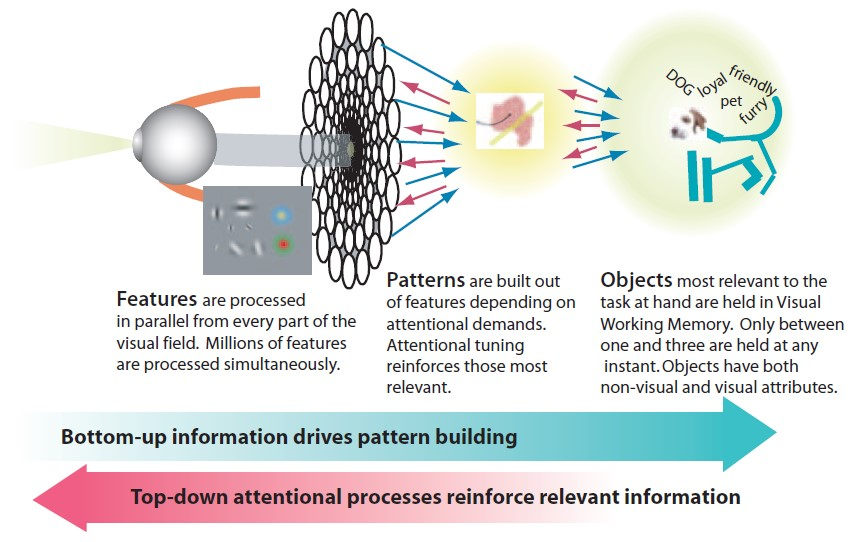 DOG
loyal
friendly
pet
furry
Features are processed
in parallel from every part of the
visual field. Millions of features
are processed simultaneously.
Patterns are built out
of features depending on
attentional demands.
Attentional tuning
reinforces those most
relevant.
Objects most relevant to the
task at hand are held in Visual
Working Memory. Only between
one and three are held at any
instant. Objects have both
non-visual and visual attributes.
Bottom-up information drives pattern building
Top-down attentional processes reinforce relevant information